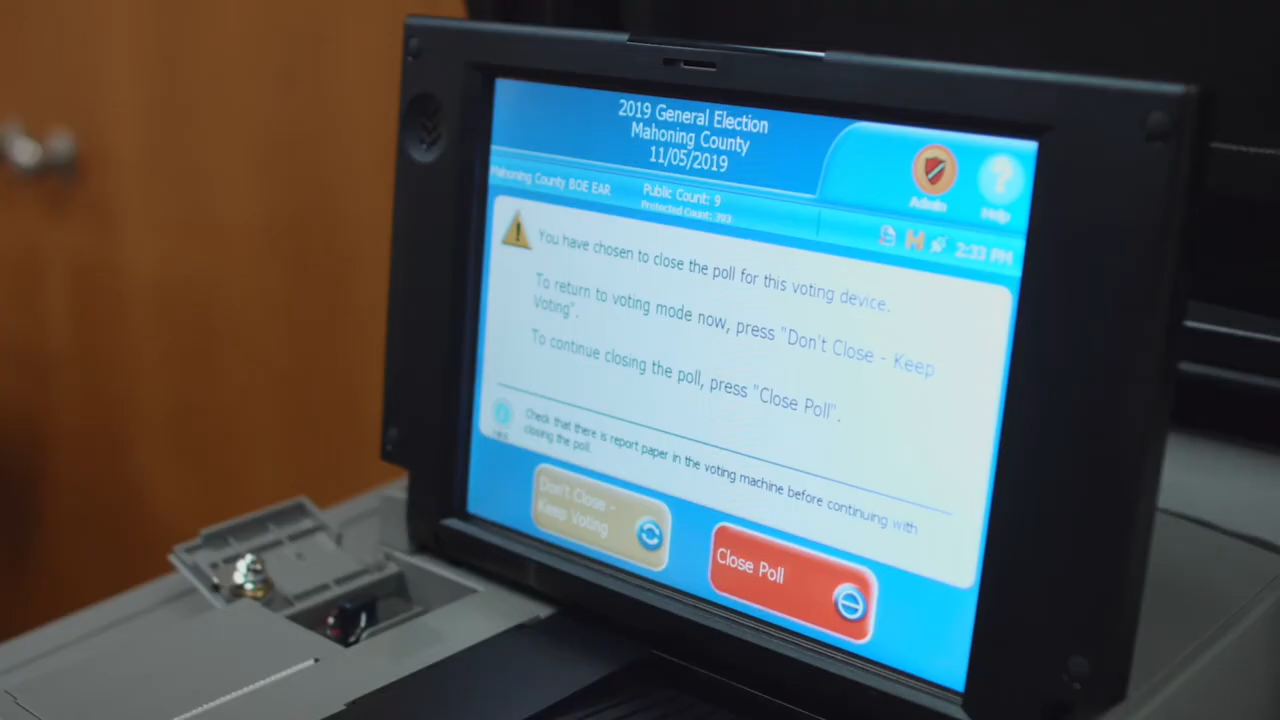 2019 General Election
Mahoning County
11/05/2019
Admin
Help
Mahoning County BOE EAR
Public Count: 9
Protected Count: 393
2:33 PM
You have chosen to close the poll for this voting device.
To return to voting mode now, press "Don't Close - Keep
Voting".
To continue closing the poll, press "Close Poll".
Check that there is report paper in the voting machine before continuing with
closing the poll.
Don't Close -
Keep Voting
Close Poll